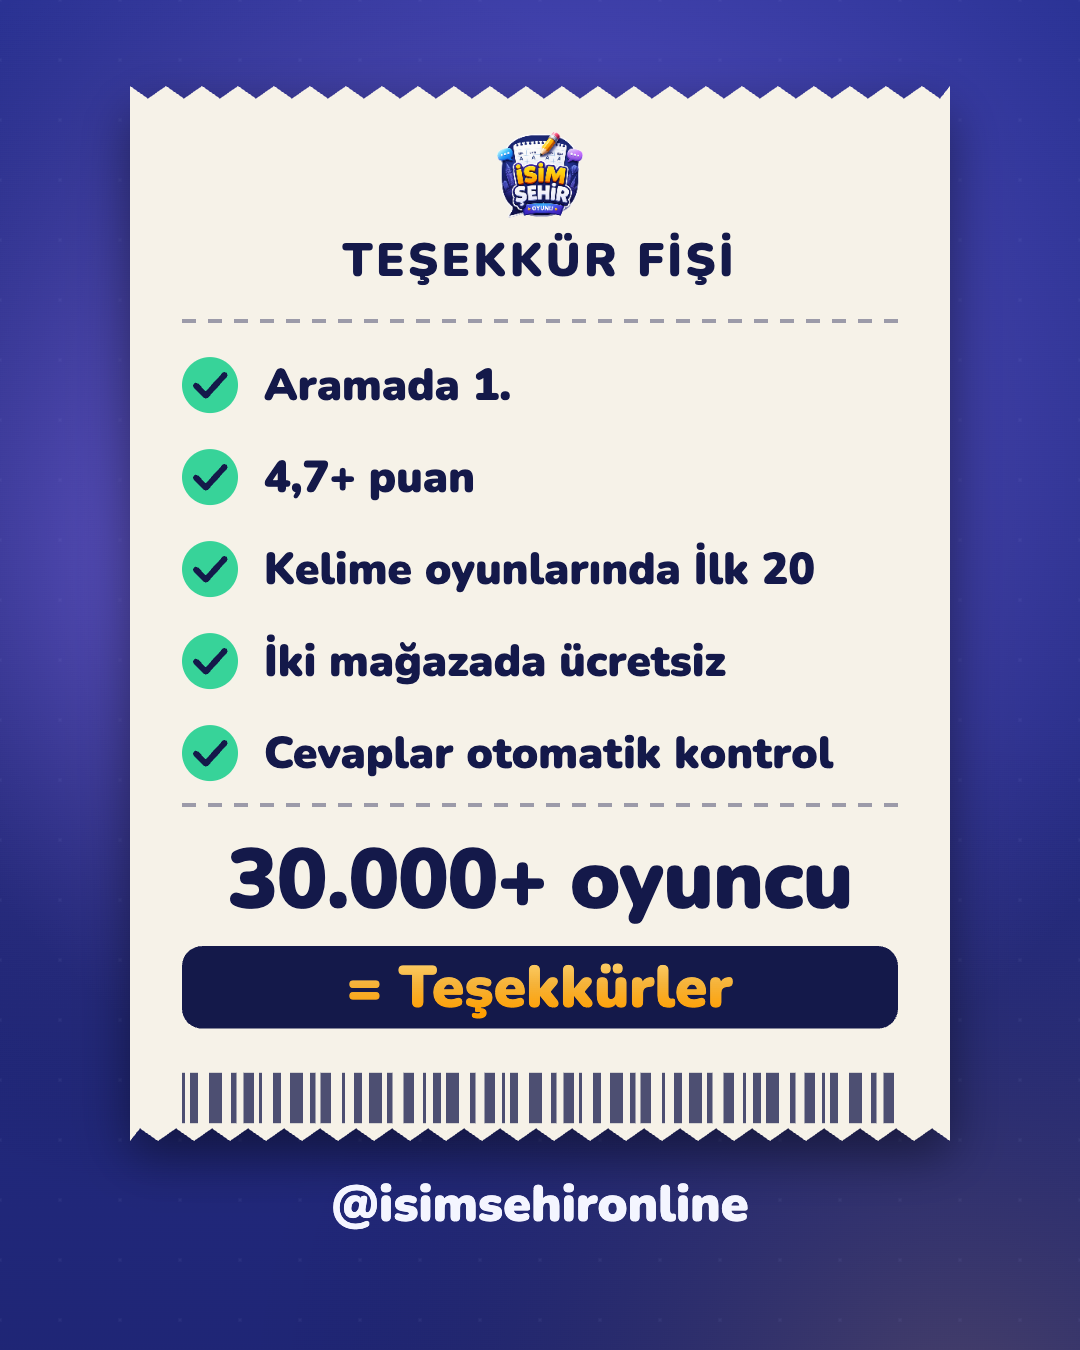 İSİM
ŞEHİR
OYUNU
TEŞEKKÜR FİŞİ
Aramada 1.
4,7+ puan
Kelime oyunlarında İlk 20
İki mağazada ücretsiz
Cevaplar otomatik kontrol
30.000+ oyuncu
= Teşekkürler
@isimsehironline